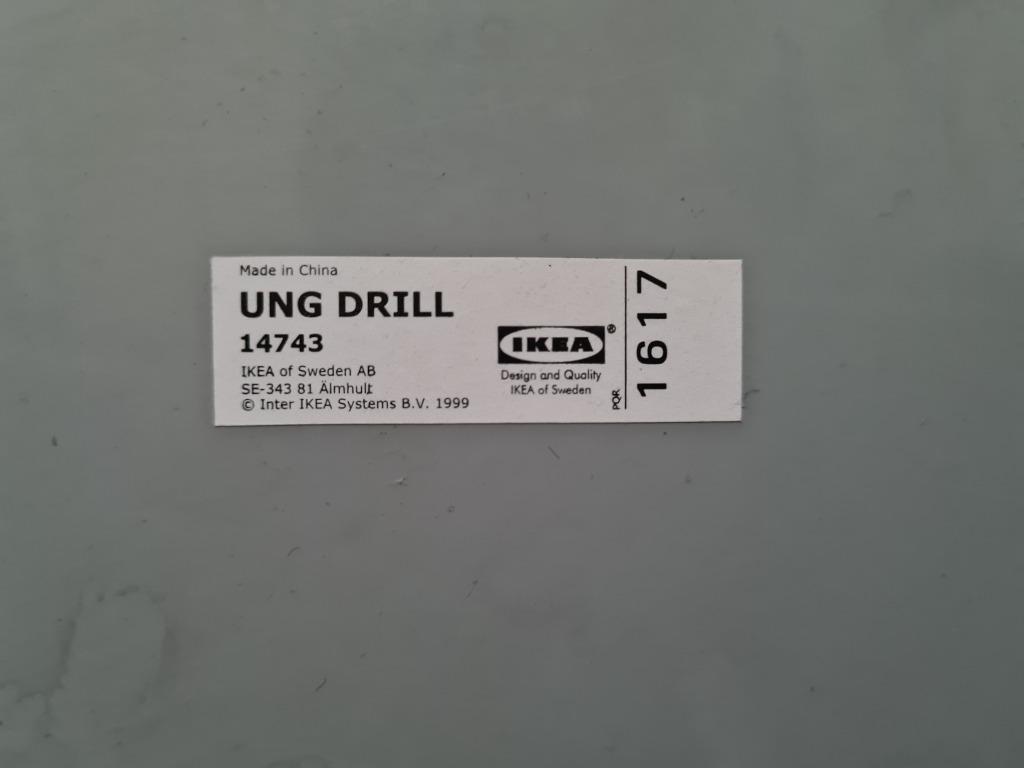 Made in China
UNG DRILL
14743
IKEA of Sweden AB
SE-343 81 Älmhult
© Inter IKEA Systems B.V. 1999
IKEA®
Design and Quality
IKEA of Sweden
PQR
1617